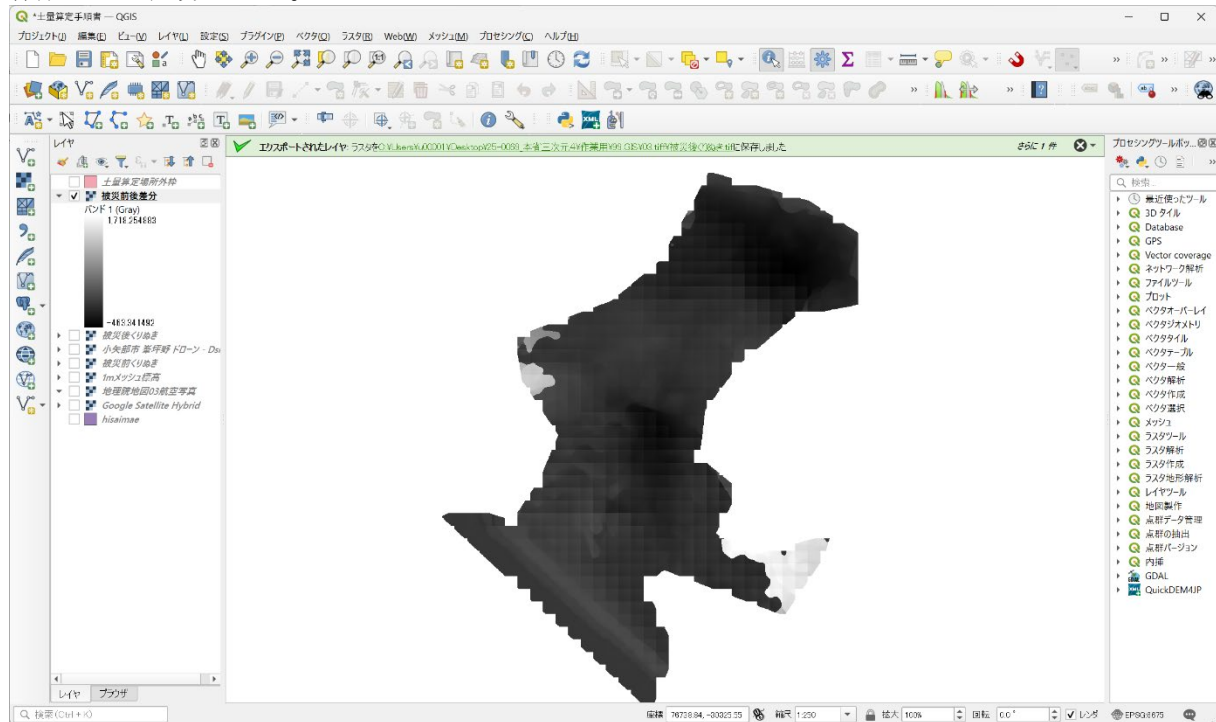 *土量算定手順書 — QGIS
プロジェクト(J) 編集(E) ビュー(V) レイヤ(L) 設定(S) プラグイン(P) ベクタ(O) ラスタ(R) Web(W) メッシュ(M) プロセシング(C) ヘルプ(H)
レイヤ
エクスポートされたレイヤ: ラスタを
に保存しました
さらに 1 件
土量算定場所外枠
被災前後差分
バンド 1 (Gray)
1.718254883
-463.341492
被災後くりぬき
小矢部市 峯坪野 ドローン - Ds
被災前くりぬき
1mメッシュ標高
地理院地図03航空写真
Google Satellite Hybrid
hisaimae
レイヤ ブラウザ
プロセシングツールボッ...
検索...
最近使ったツール
3D タイル
Database
GPS
Vector coverage
ネットワーク解析
ファイルツール
プロット
ベクタオーバーレイ
ベクタジオメトリ
ベクタタイル
ベクタテーブル
ベクタ一般
ベクタ解析
ベクタ作成
ベクタ選択
メッシュ
ラスタツール
ラスタ解析
ラスタ作成
ラスタ地形解析
レイヤツール
地図製作
点群データ管理
点群の抽出
点群バージョン
内挿
GDAL
QuickDEM4JP
検索(Ctrl + K)
座標 76738.84, -30325.55 縮尺 1:250 拡大 100% 回転 0.0 ° レンダ EPSG:6675